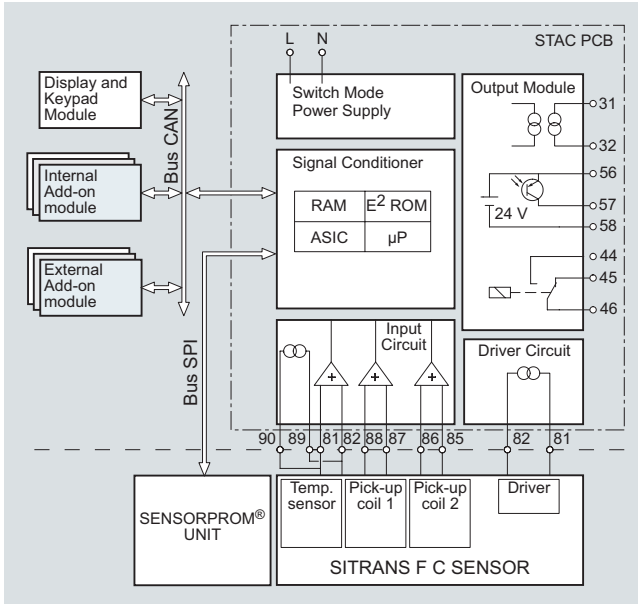 L N
STAC PCB
Display and
Keypad
Module
Bus CAN
Switch Mode
Power Supply
Output Module
31
32
56
57
58
24 V
44
45
46
Internal
Add-on
module
Signal Conditioner
RAM E2 ROM
ASIC µP
External
Add-on
module
Bus SPI
Input
Circuit
Driver Circuit
90 89 81 82 88 87 86 85 82 81
SENSORPROM®
UNIT
Temp.
sensor
Pick-up
coil 1
Pick-up
coil 2
Driver
SITRANS F C SENSOR